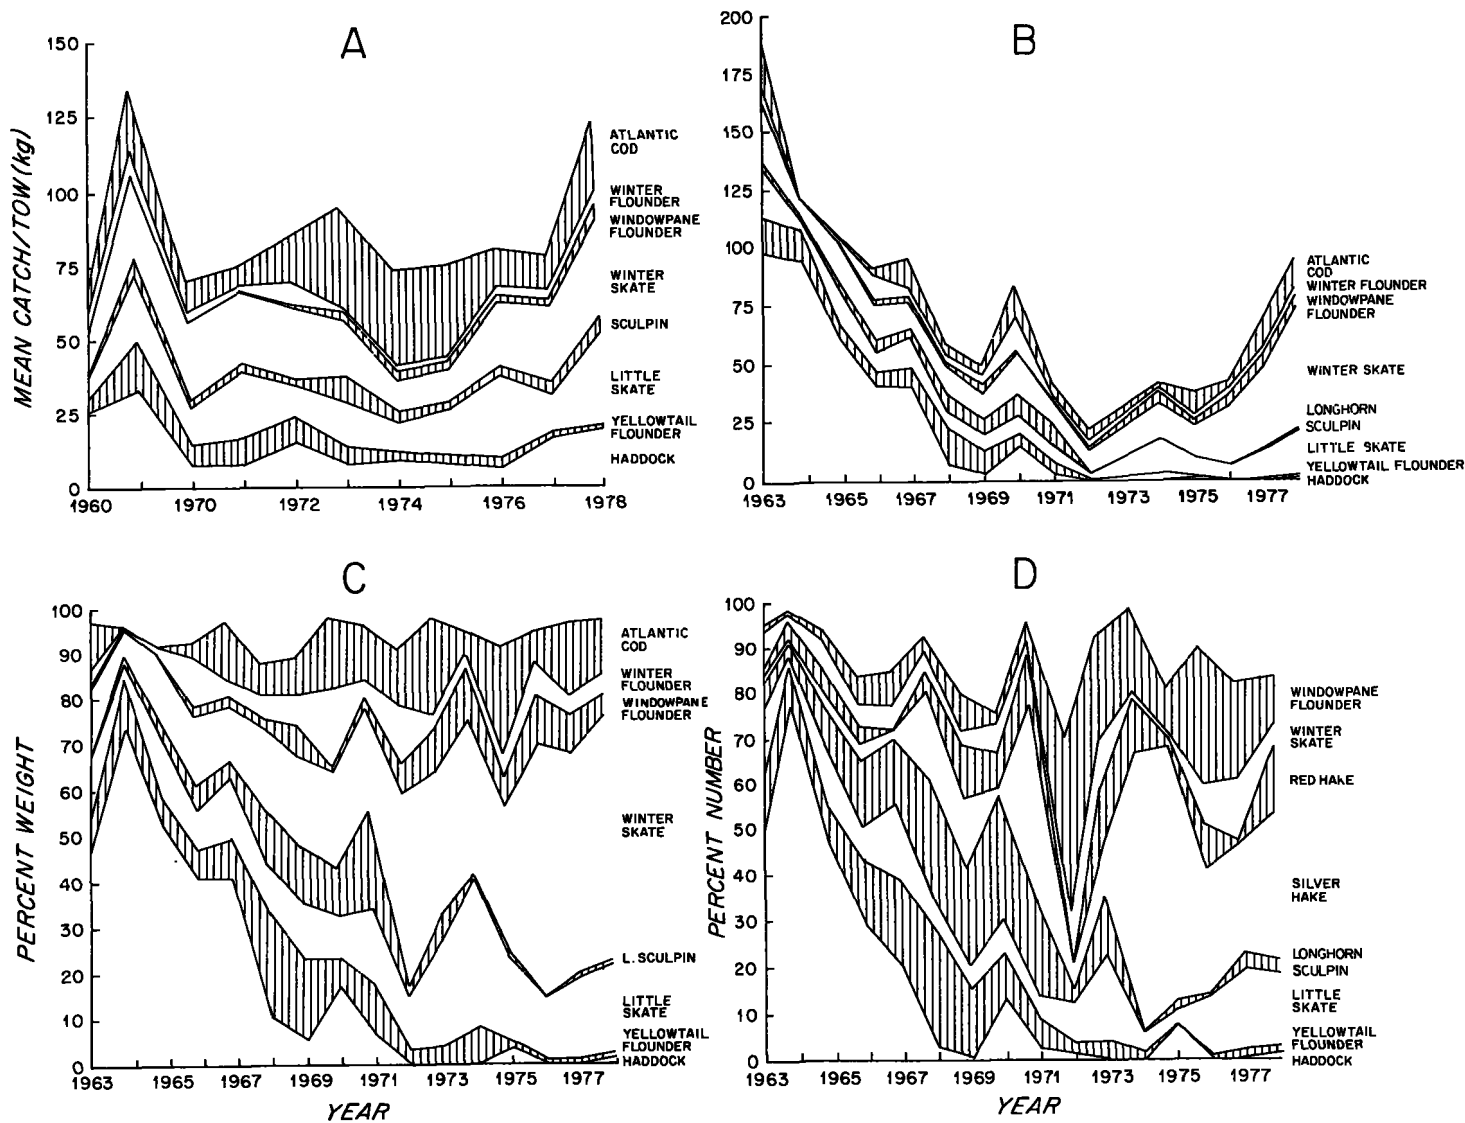 A
MEAN CATCH/TOW (kg)
150
125
100
75
50
25
0
1960
1970
1972
1974
1976
1978
ATLANTIC
COD
WINTER
FLOUNDER
WINDOWPANE
FLOUNDER
WINTER
SKATE
SCULPIN
LITTLE
SKATE
YELLOWTAIL
FLOUNDER
HADDOCK
B
200
175
150
125
100
75
50
25
0
1963
1965
1967
1969
1971
1973
1975
1977
ATLANTIC
COD
WINTER FLOUNDER
WINDOWPANE
FLOUNDER
WINTER SKATE
LONGHORN
SCULPIN
LITTLE SKATE
YELLOWTAIL FLOUNDER
HADDOCK
C
PERCENT WEIGHT
100
90
80
70
60
50
40
30
20
10
0
1963
1965
1967
1969
1971
1973
1975
1977
YEAR
ATLANTIC
COD
WINTER
FLOUNDER
WINDOWPANE
FLOUNDER
WINTER
SKATE
L. SCULPIN
LITTLE
SKATE
YELLOWTAIL
FLOUNDER
HADDOCK
D
PERCENT NUMBER
100
90
80
70
60
50
40
30
20
10
0
1963
1965
1967
1969
1971
1973
1975
1977
YEAR
WINDOWPANE
FLOUNDER
WINTER
SKATE
RED HAKE
SILVER
HAKE
LONGHORN
SCULPIN
LITTLE
SKATE
YELLOWTAIL
FLOUNDER
HADDOCK